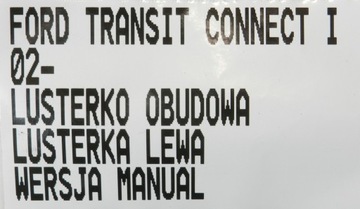 FORD TRANSIT CONNECT I
02-
LUSTERKO OBUDOWA
LUSTERKA LEWA
WERSJA MANUAL